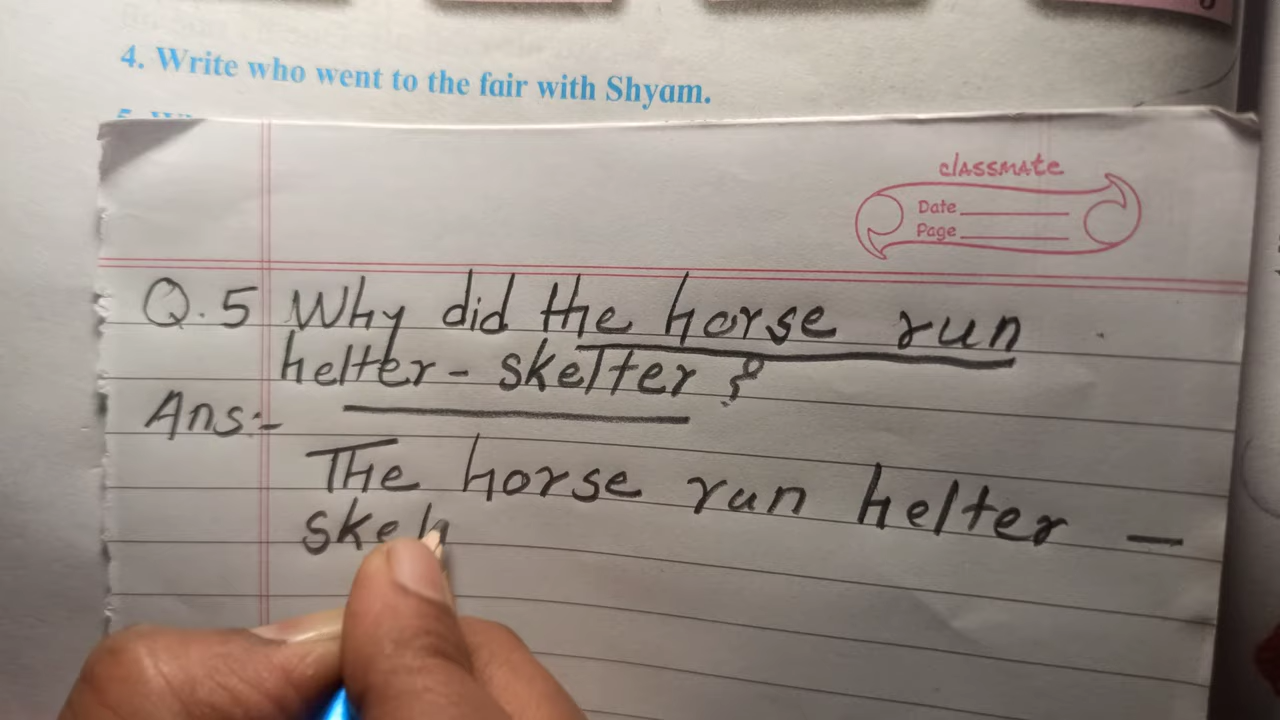 4. Write who went to the fair with Shyam.
classmate
Date
Page
Q.5 Why did the horse run
helter - skelter ?
Ans:-
The horse run helter -